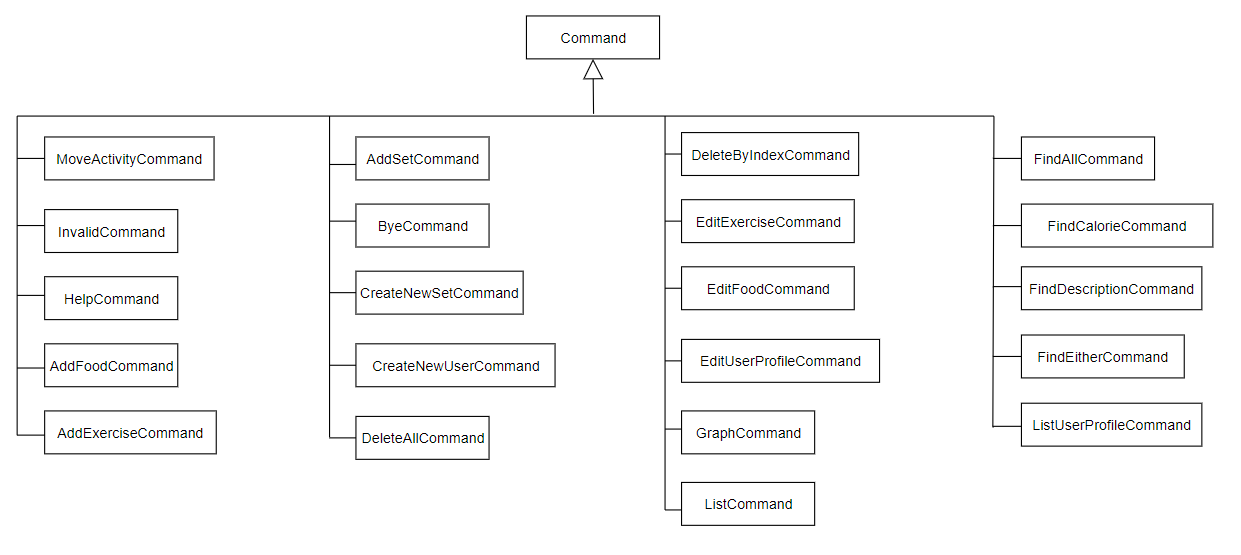 Command
MoveActivityCommand
InvalidCommand
HelpCommand
AddFoodCommand
AddExerciseCommand
AddSetCommand
ByeCommand
CreateNewSetCommand
CreateNewUserCommand
DeleteAllCommand
DeleteByIndexCommand
EditExerciseCommand
EditFoodCommand
EditUserProfileCommand
GraphCommand
ListCommand
FindAllCommand
FindCalorieCommand
FindDescriptionCommand
FindEitherCommand
ListUserProfileCommand